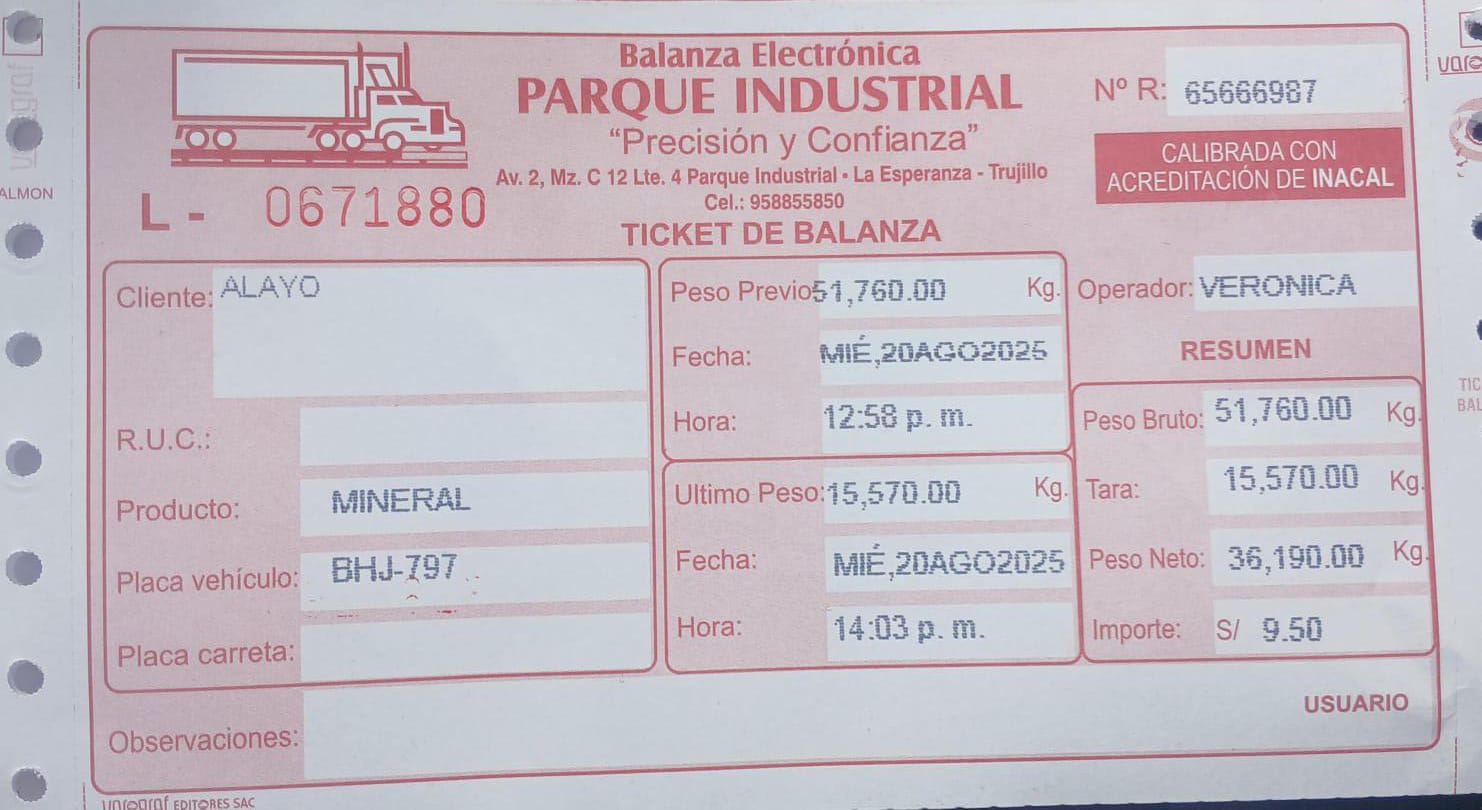 Balanza Electrónica
PARQUE INDUSTRIAL
"Precisión y Confianza"
Av. 2, Mz. C 12 Lte. 4 Parque Industrial • La Esperanza - Trujillo
Cel.: 958855850
TICKET DE BALANZA
Nº R: 65666987
CALIBRADA CON
ACREDITACIÓN DE INACAL
L - 0671880
Cliente: ALAYO
R.U.C.:
Producto: MINERAL
Placa vehículo: BHJ-797
Placa carreta:
Peso Previo 51,760.00 Kg.
Fecha: MIÉ,20AGO2025
Hora: 12:58 p. m.
Ultimo Peso: 15,570.00 Kg.
Fecha: MIÉ,20AGO2025
Hora: 14:03 p. m.
Operador: VERONICA
RESUMEN
Peso Bruto: 51,760.00 Kg.
Tara: 15,570.00 Kg.
Peso Neto: 36,190.00 Kg.
Importe: S/ 9.50
Observaciones:
USUARIO
EDITORES SAC
ALMON
TIC
BAL